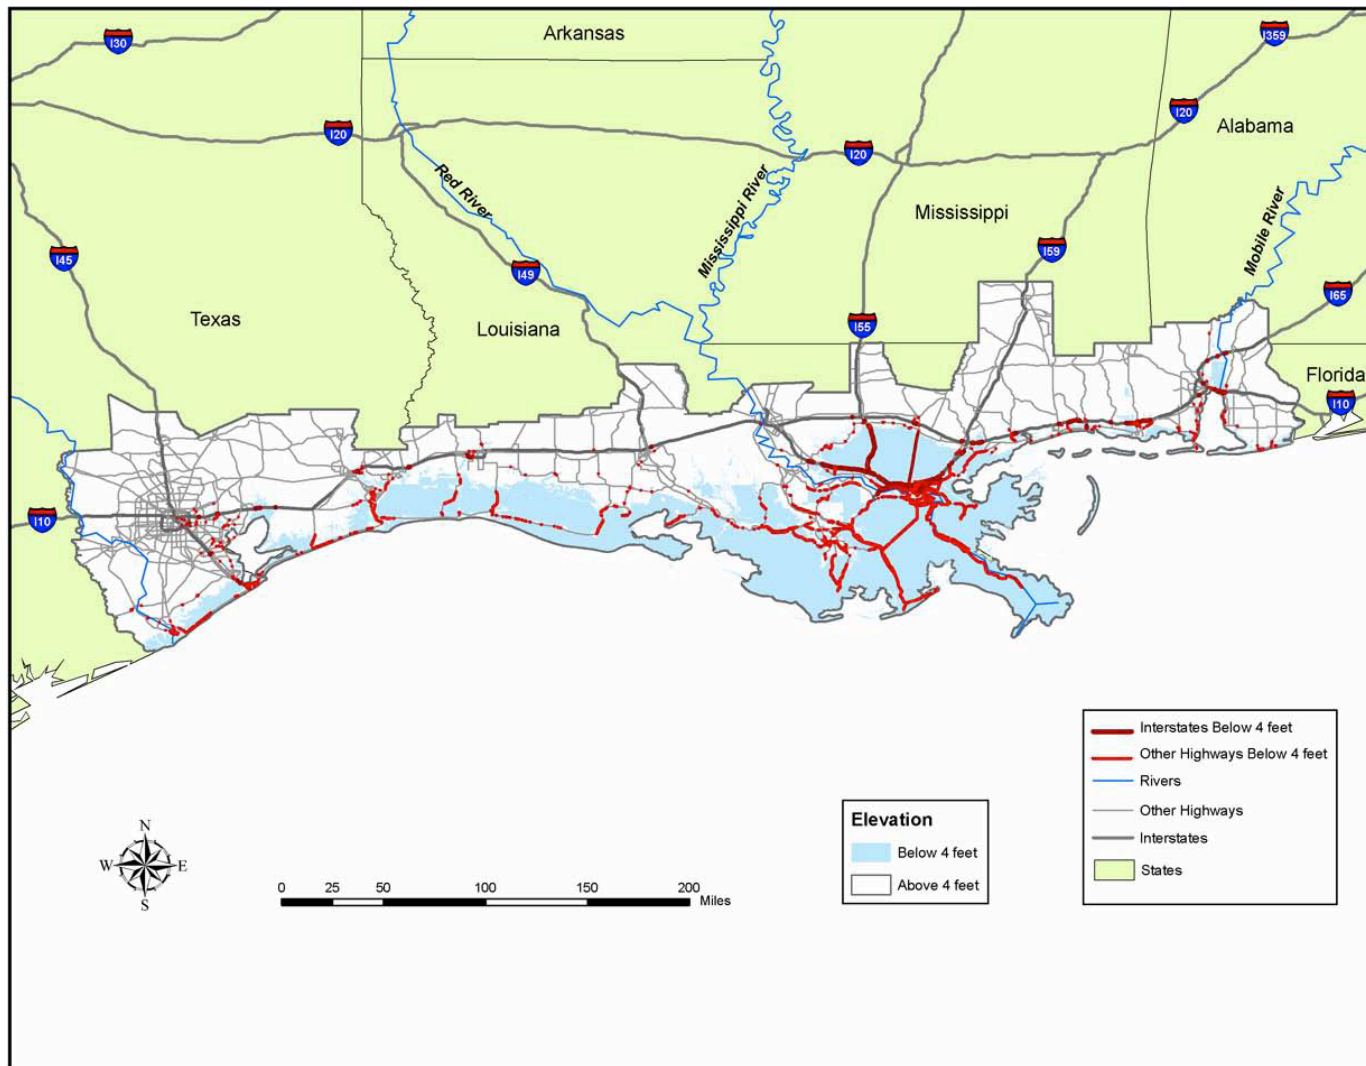 Arkansas
I30
I359
I20
I20
I20
Alabama
Red River
Mississippi River
Mississippi
Mobile River
I45
I49
I59
I65
Texas
Louisiana
I55
Florida
I10
I10
Interstates Below 4 feet
Other Highways Below 4 feet
Rivers
Other Highways
Interstates
States
Elevation
Below 4 feet
Above 4 feet
N
W E
S
0 25 50 100 150 200
Miles